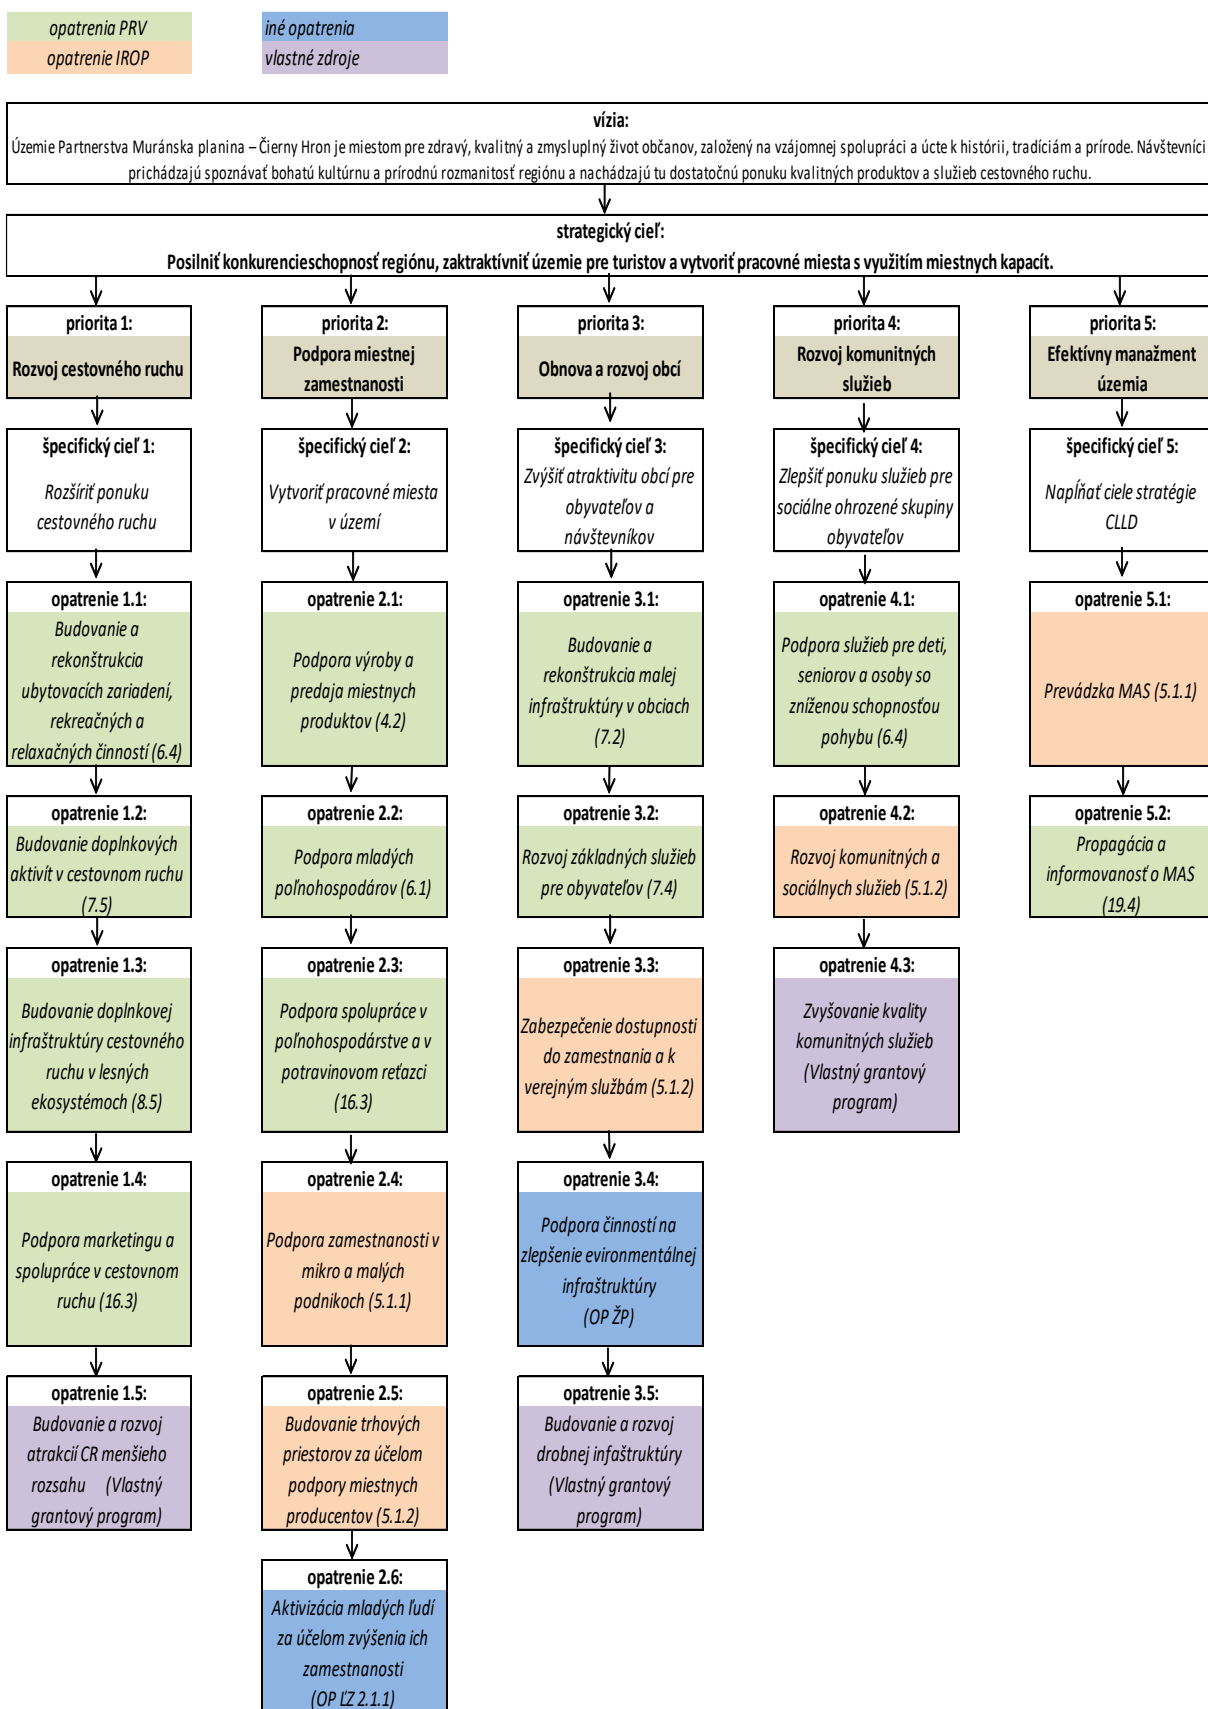 opatrenia PRV
opatrenie IROP
iné opatrenia
vlastné zdroje
vízia:
Územie Partnerstva Muránska planina – Čierny Hron je miestom pre zdravý, kvalitný a zmysluplný život občanov, založený na vzájomnej spolupráci a úcte k histórii, tradíciám a prírode. Návštevníci
prichádzajú spoznávať bohatú kultúrnu a prírodnú rozmanitosť regiónu a nachádzajú tu dostatočnú ponuku kvalitných produktov a služieb cestovného ruchu.
strategický cieľ:
Posilniť konkurencieschopnosť regiónu, zaktraktívniť územie pre turistov a vytvoriť pracovné miesta s využitím miestnych kapacít.
priorita 1:
Rozvoj cestovného ruchu
špecifický cieľ 1:
Rozšíriť ponuku
cestovného ruchu
opatrenie 1.1:
Budovanie a
rekonštrukcia
ubytovacích zariadení,
rekreačných a
relaxačných činností (6.4)
opatrenie 1.2:
Budovanie doplnkových
aktivít v cestovnom ruchu
(7.5)
opatrenie 1.3:
Budovanie doplnkovej
infraštruktúry cestovného
ruchu v lesných
ekosystémoch (8.5)
opatrenie 1.4:
Podpora marketingu a
spolupráce v cestovnom
ruchu (16.3)
opatrenie 1.5:
Budovanie a rozvoj
atrakcií CR menšieho
rozsahu (Vlastný
grantový program)
priorita 2:
Podpora miestnej
zamestnanosti
špecifický cieľ 2:
Vytvoriť pracovné miesta
v území
opatrenie 2.1:
Podpora výroby a
predaja miestnych
produktov (4.2)
opatrenie 2.2:
Podpora mladých
poľnohospodárov (6.1)
opatrenie 2.3:
Podpora spolupráce v
poľnohospodárstve a v
potravinovom reťazci
(16.3)
opatrenie 2.4:
Podpora zamestnanosti v
mikro a malých
podnikoch (5.1.1)
opatrenie 2.5:
Budovanie trhových
priestorov za účelom
podpory miestnych
producentov (5.1.2)
opatrenie 2.6:
Aktivizácia mladých ľudí
za účelom zvýšenia ich
zamestnanosti
(OP ĽZ 2.1.1)
priorita 3:
Obnova a rozvoj obcí
špecifický cieľ 3:
Zvýšiť atraktivitu obcí pre
obyvateľov a
návštevníkov
opatrenie 3.1:
Budovanie a
rekonštrukcia malej
infraštruktúry v obciach
(7.2)
opatrenie 3.2:
Rozvoj základných služieb
pre obyvateľov (7.4)
opatrenie 3.3:
Zabezpečenie dostupnosti
do zamestnania a k
verejným službám (5.1.2)
opatrenie 3.4:
Podpora činností na
zlepšenie evironmentálnej
infraštruktúry
(OP ŽP)
opatrenie 3.5:
Budovanie a rozvoj
drobnej infaštruktúry
(Vlastný grantový
program)
priorita 4:
Rozvoj komunitných
služieb
špecifický cieľ 4:
Zlepšiť ponuku služieb pre
sociálne ohrozené skupiny
obyvateľov
opatrenie 4.1:
Podpora služieb pre deti,
seniorov a osoby so
zníženou schopnosťou
pohybu (6.4)
opatrenie 4.2:
Rozvoj komunitných a
sociálnych služieb (5.1.2)
opatrenie 4.3:
Zvyšovanie kvality
komunitných služieb
(Vlastný grantový
program)
priorita 5:
Efektívny manažment
územia
špecifický cieľ 5:
Napĺňať ciele stratégie
CLLD
opatrenie 5.1:
Prevádzka MAS (5.1.1)
opatrenie 5.2:
Propagácia a
informovanosť o MAS
(19.4)